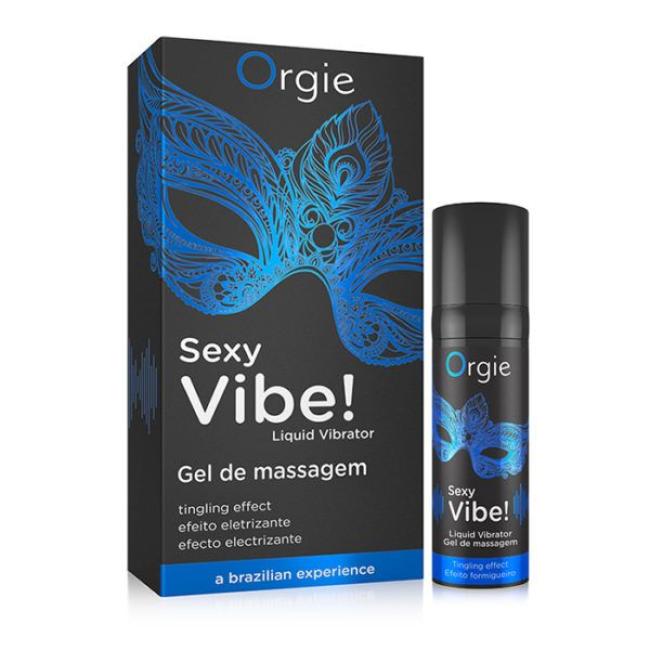 Orgie
Sexy
Vibe!
Liquid Vibrator
Gel de massagem
tingling effect
efeito eletrizante
efecto electrizante
a brazilian experience
Orgie
Sexy
Vibe!
Liquid Vibrator
Gel de massagem
Tingling effect
Efeito formigueiro